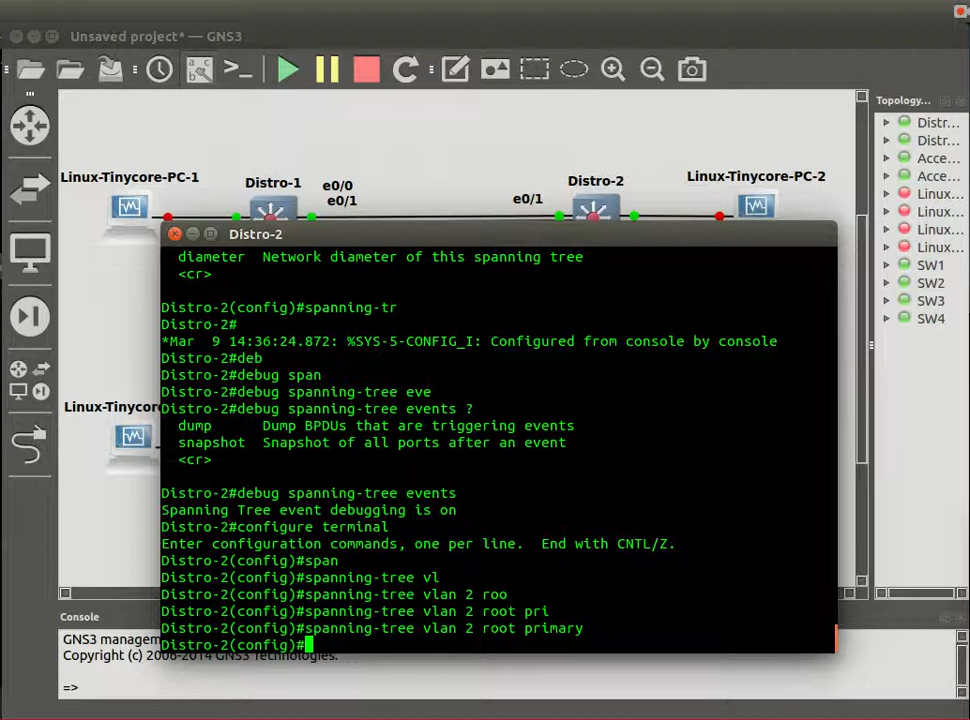 Unsaved project* — GNS3
Topology...
Distr...
Distr...
Acce...
Acce...
Linux...
Linux...
Linux...
Linux...
SW1
SW2
SW3
SW4
Linux-Tinycore-PC-1
Distro-1
e0/0
e0/1
e0/1
Distro-2
Linux-Tinycore-PC-2
Linux-Tinycor
Distro-2
diameter  Network diameter of this spanning tree
<cr>
Distro-2(config)#spanning-tr
Distro-2#
*Mar  9 14:36:24.872: %SYS-5-CONFIG_I: Configured from console by console
Distro-2#deb
Distro-2#debug span
Distro-2#debug spanning-tree eve
Distro-2#debug spanning-tree events ?
dump      Dump BPDUs that are triggering events
snapshot  Snapshot of all ports after an event
<cr>
Distro-2#debug spanning-tree events
Spanning Tree event debugging is on
Distro-2#configure terminal
Enter configuration commands, one per line.  End with CNTL/Z.
Distro-2(config)#span
Distro-2(config)#spanning-tree vl
Distro-2(config)#spanning-tree vlan 2 roo
Distro-2(config)#spanning-tree vlan 2 root pri
Distro-2(config)#spanning-tree vlan 2 root primary
Distro-2(config)#
Console
GNS3 managem
Copyright (c) 2006-2014 GNS3 Technologies.
=>